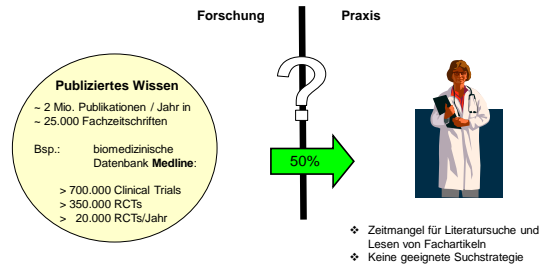 Forschung
Praxis
Publiziertes Wissen
~ 2 Mio. Publikationen / Jahr in
~ 25.000 Fachzeitschriften
Bsp.: biomedizinische
Datenbank Medline:
> 700.000 Clinical Trials
> 350.000 RCTs
> 20.000 RCTs/Jahr
?
50%
❖ Zeitmangel für Literatursuche und
Lesen von Fachartikeln
❖ Keine geeignete Suchstrategie